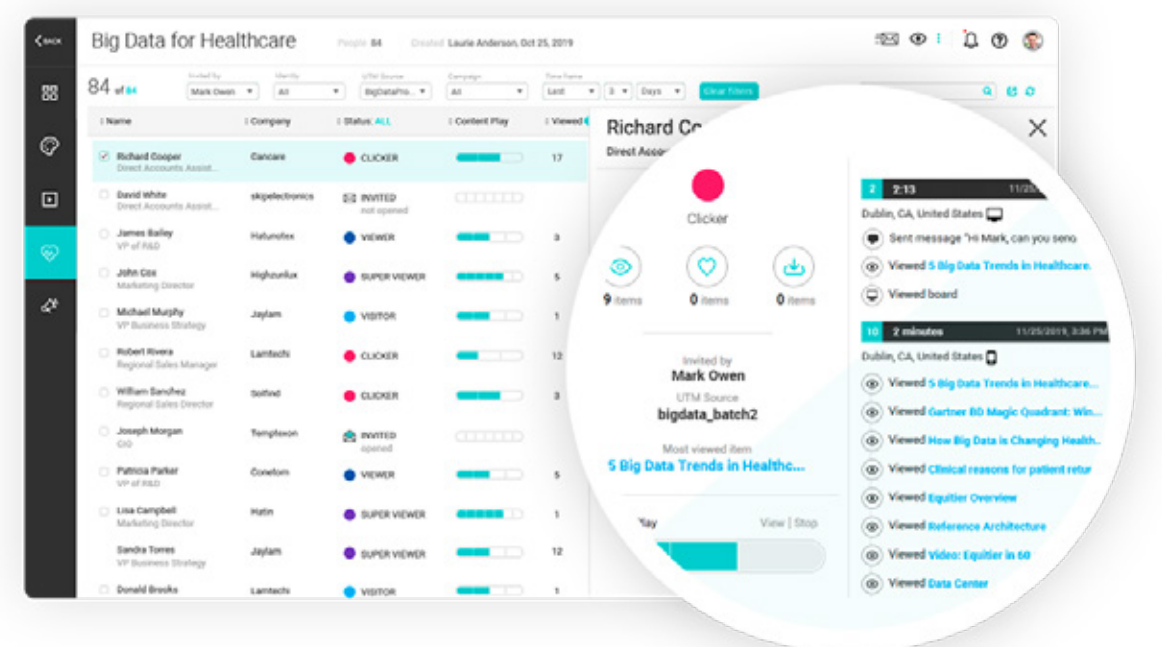 BACK
Big Data for Healthcare
People 84 Created Laurie Anderson, Oct 25, 2019
Invited by Identity UTM Source Campaign Time frame
84 of 84 Mark Owen All BigDataPro... All Last 3 Days Clear filters
Name Company Status: ALL Content Play Viewed
Richard Cooper Cancare CLICKER 17
Direct Accounts Assist...
David White skipelectronics INVITED
Direct Accounts Assist... not opened
James Bailey Hatunotex VIEWER 3
VP of R&D
John Cox Highzunlux SUPER VIEWER 5
Marketing Director
Michael Murphy Jaylam VISITOR 1
VP Business Strategy
Robert Rivera Lamtechi CLICKER 12
Regional Sales Manager
William Sanchez Solfind CLICKER 3
Regional Sales Director
Joseph Morgan Templexon INVITED
CIO opened
Patricia Parker Conetom VIEWER 5
VP of R&D
Lisa Campbell Hatin SUPER VIEWER 1
Marketing Director
Sandra Torres Jaylam SUPER VIEWER 12
VP Business Strategy
Donald Brooks Lamtechi VISITOR 1
Richard Co
Direct Acco
Clicker
9 items 0 items 0 items
Invited by
Mark Owen
UTM Source
bigdata_batch2
Most viewed item
5 Big Data Trends in Healthc...
Play View | Stop
2 2:13 11/25/
Dublin, CA, United States
Sent message "Hi Mark, can you send
Viewed 5 Big Data Trends in Healthcare.
Viewed board
10 2 minutes 11/25/2019, 3:36 PM
Dublin, CA, United States
Viewed 5 Big Data Trends in Healthcare...
Viewed Gartner BD Magic Quadrant: Win...
Viewed How Big Data is Changing Health..
Viewed Clinical reasons for patient retur
Viewed Equitier Overview
Viewed Reference Architecture
Viewed Video: Equitier in 60
Viewed Data Center